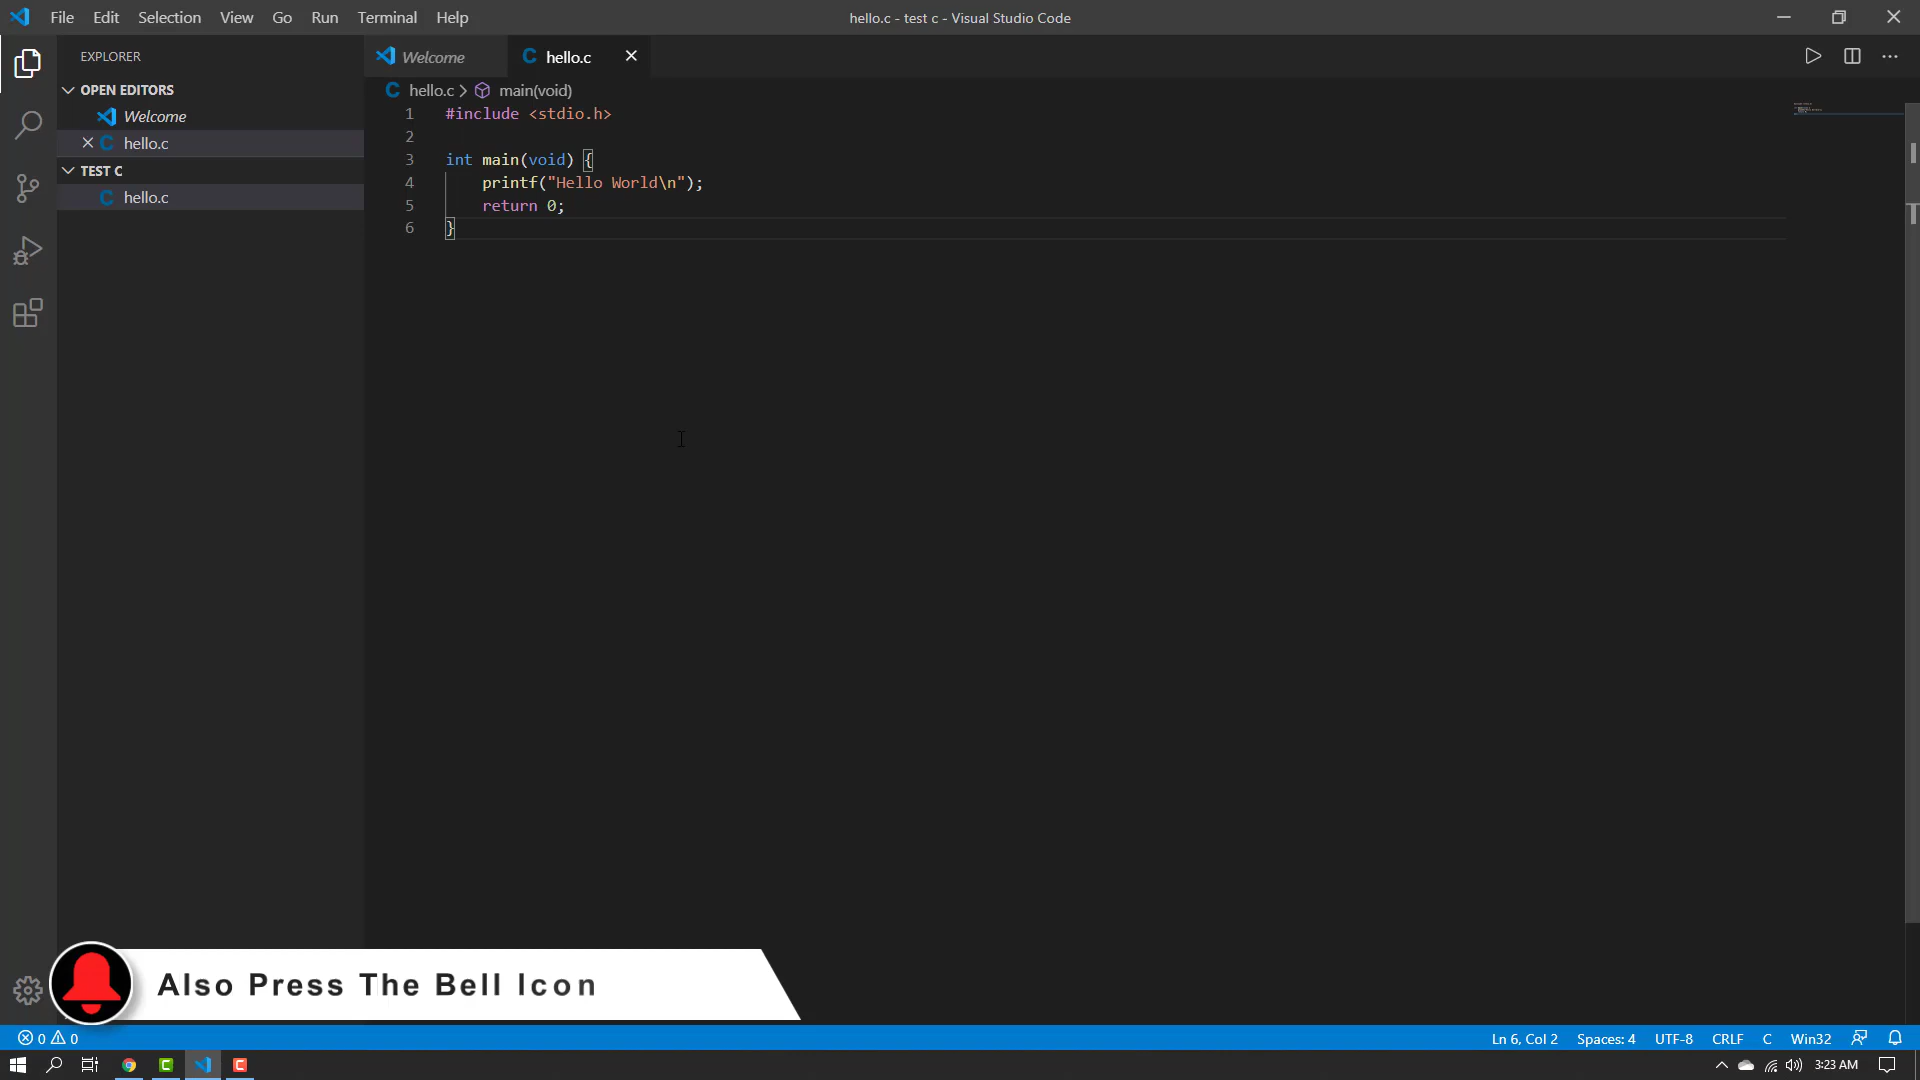 File Edit Selection View Go Run Terminal Help
hello.c - test c - Visual Studio Code
EXPLORER
OPEN EDITORS
Welcome
hello.c
TEST C
hello.c
Welcome
hello.c
hello.c > main(void)
1 #include <stdio.h>
2
3 int main(void) {
4 printf("Hello World\n");
5 return 0;
6 }
Also Press The Bell Icon
0 0
Ln 6, Col 2 Spaces: 4 UTF-8 CRLF C Win32
3:23 AM